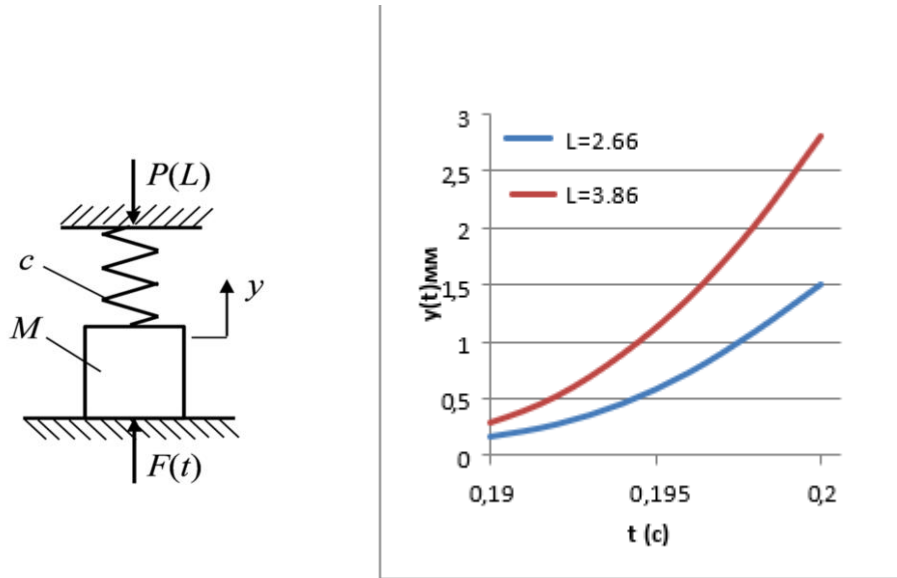 P(L)
c
y
M
F(t)
3
2,5
2
1,5
1
0,5
0
y(t)мм
L=2.66
L=3.86
0,19
0,195
0,2
t (c)